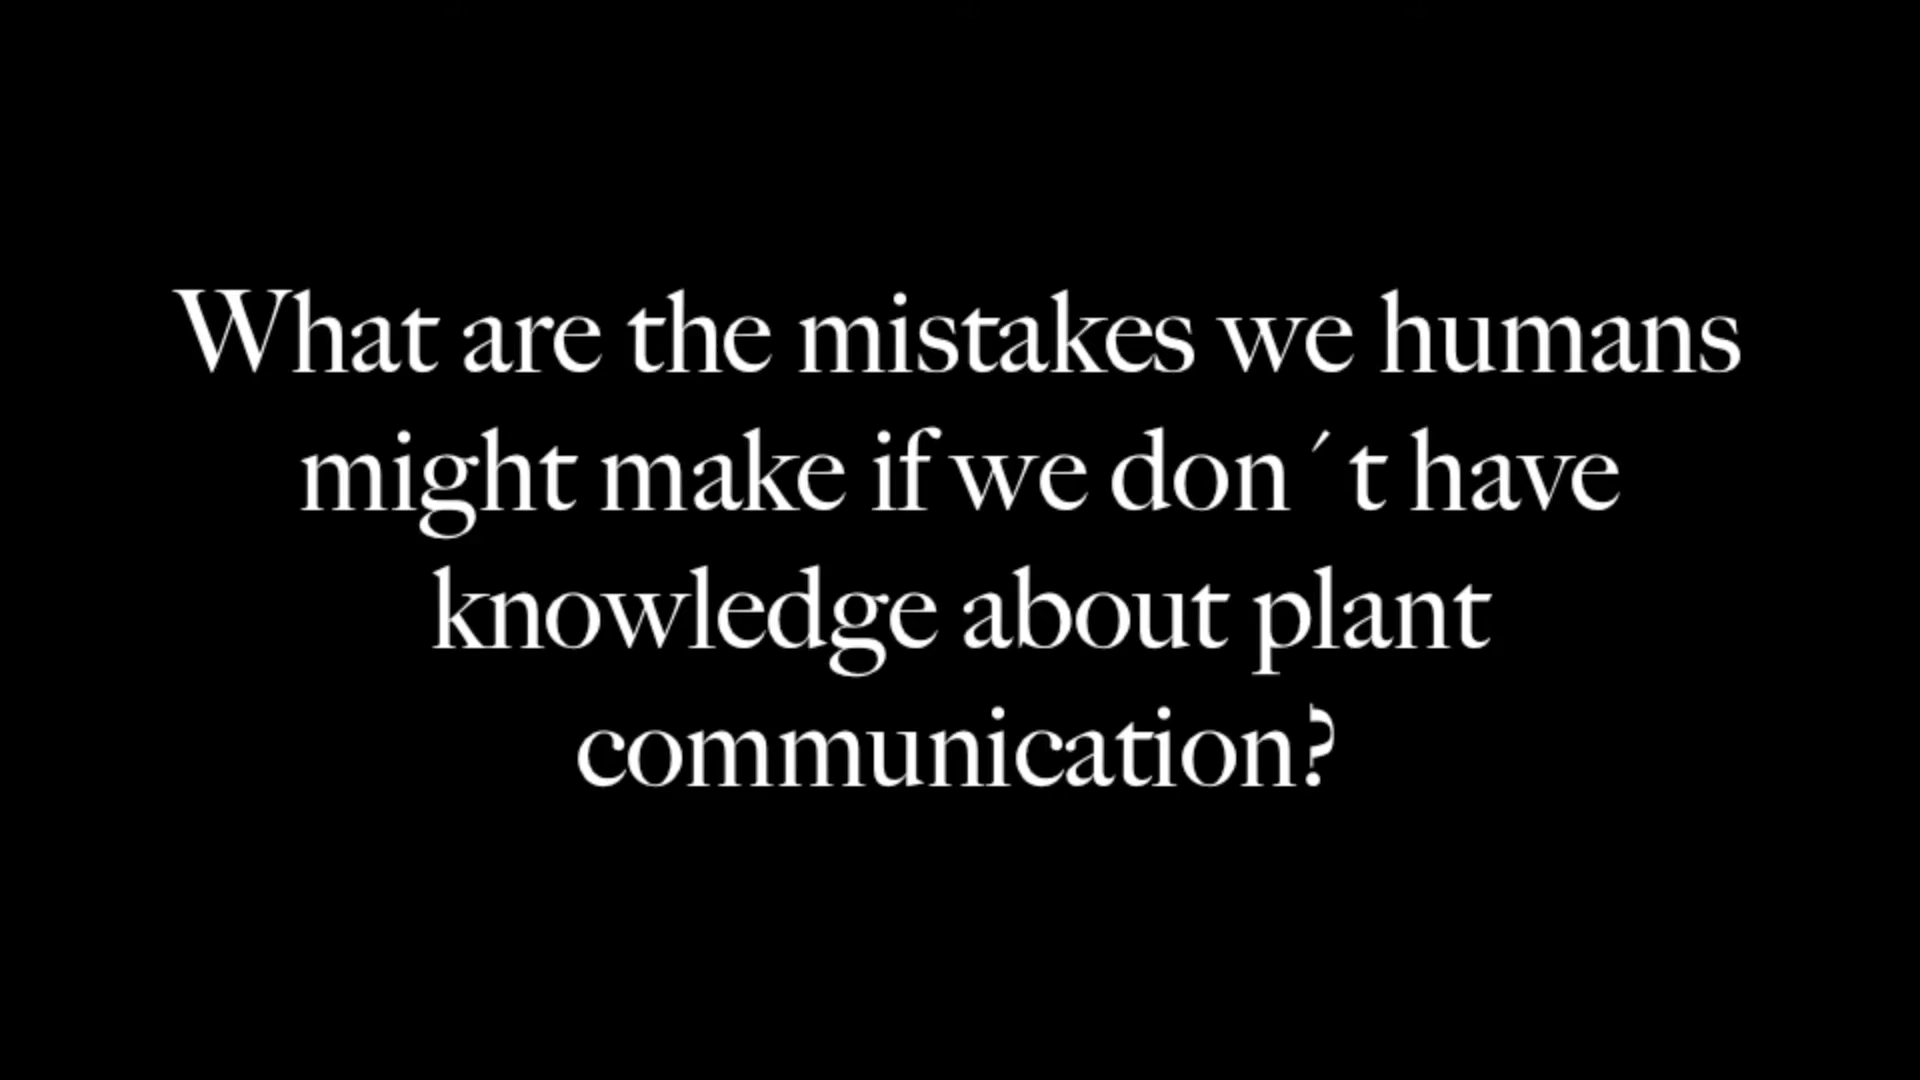 What are the mistakes we humans
might make if we don´t have
knowledge about plant
communication?